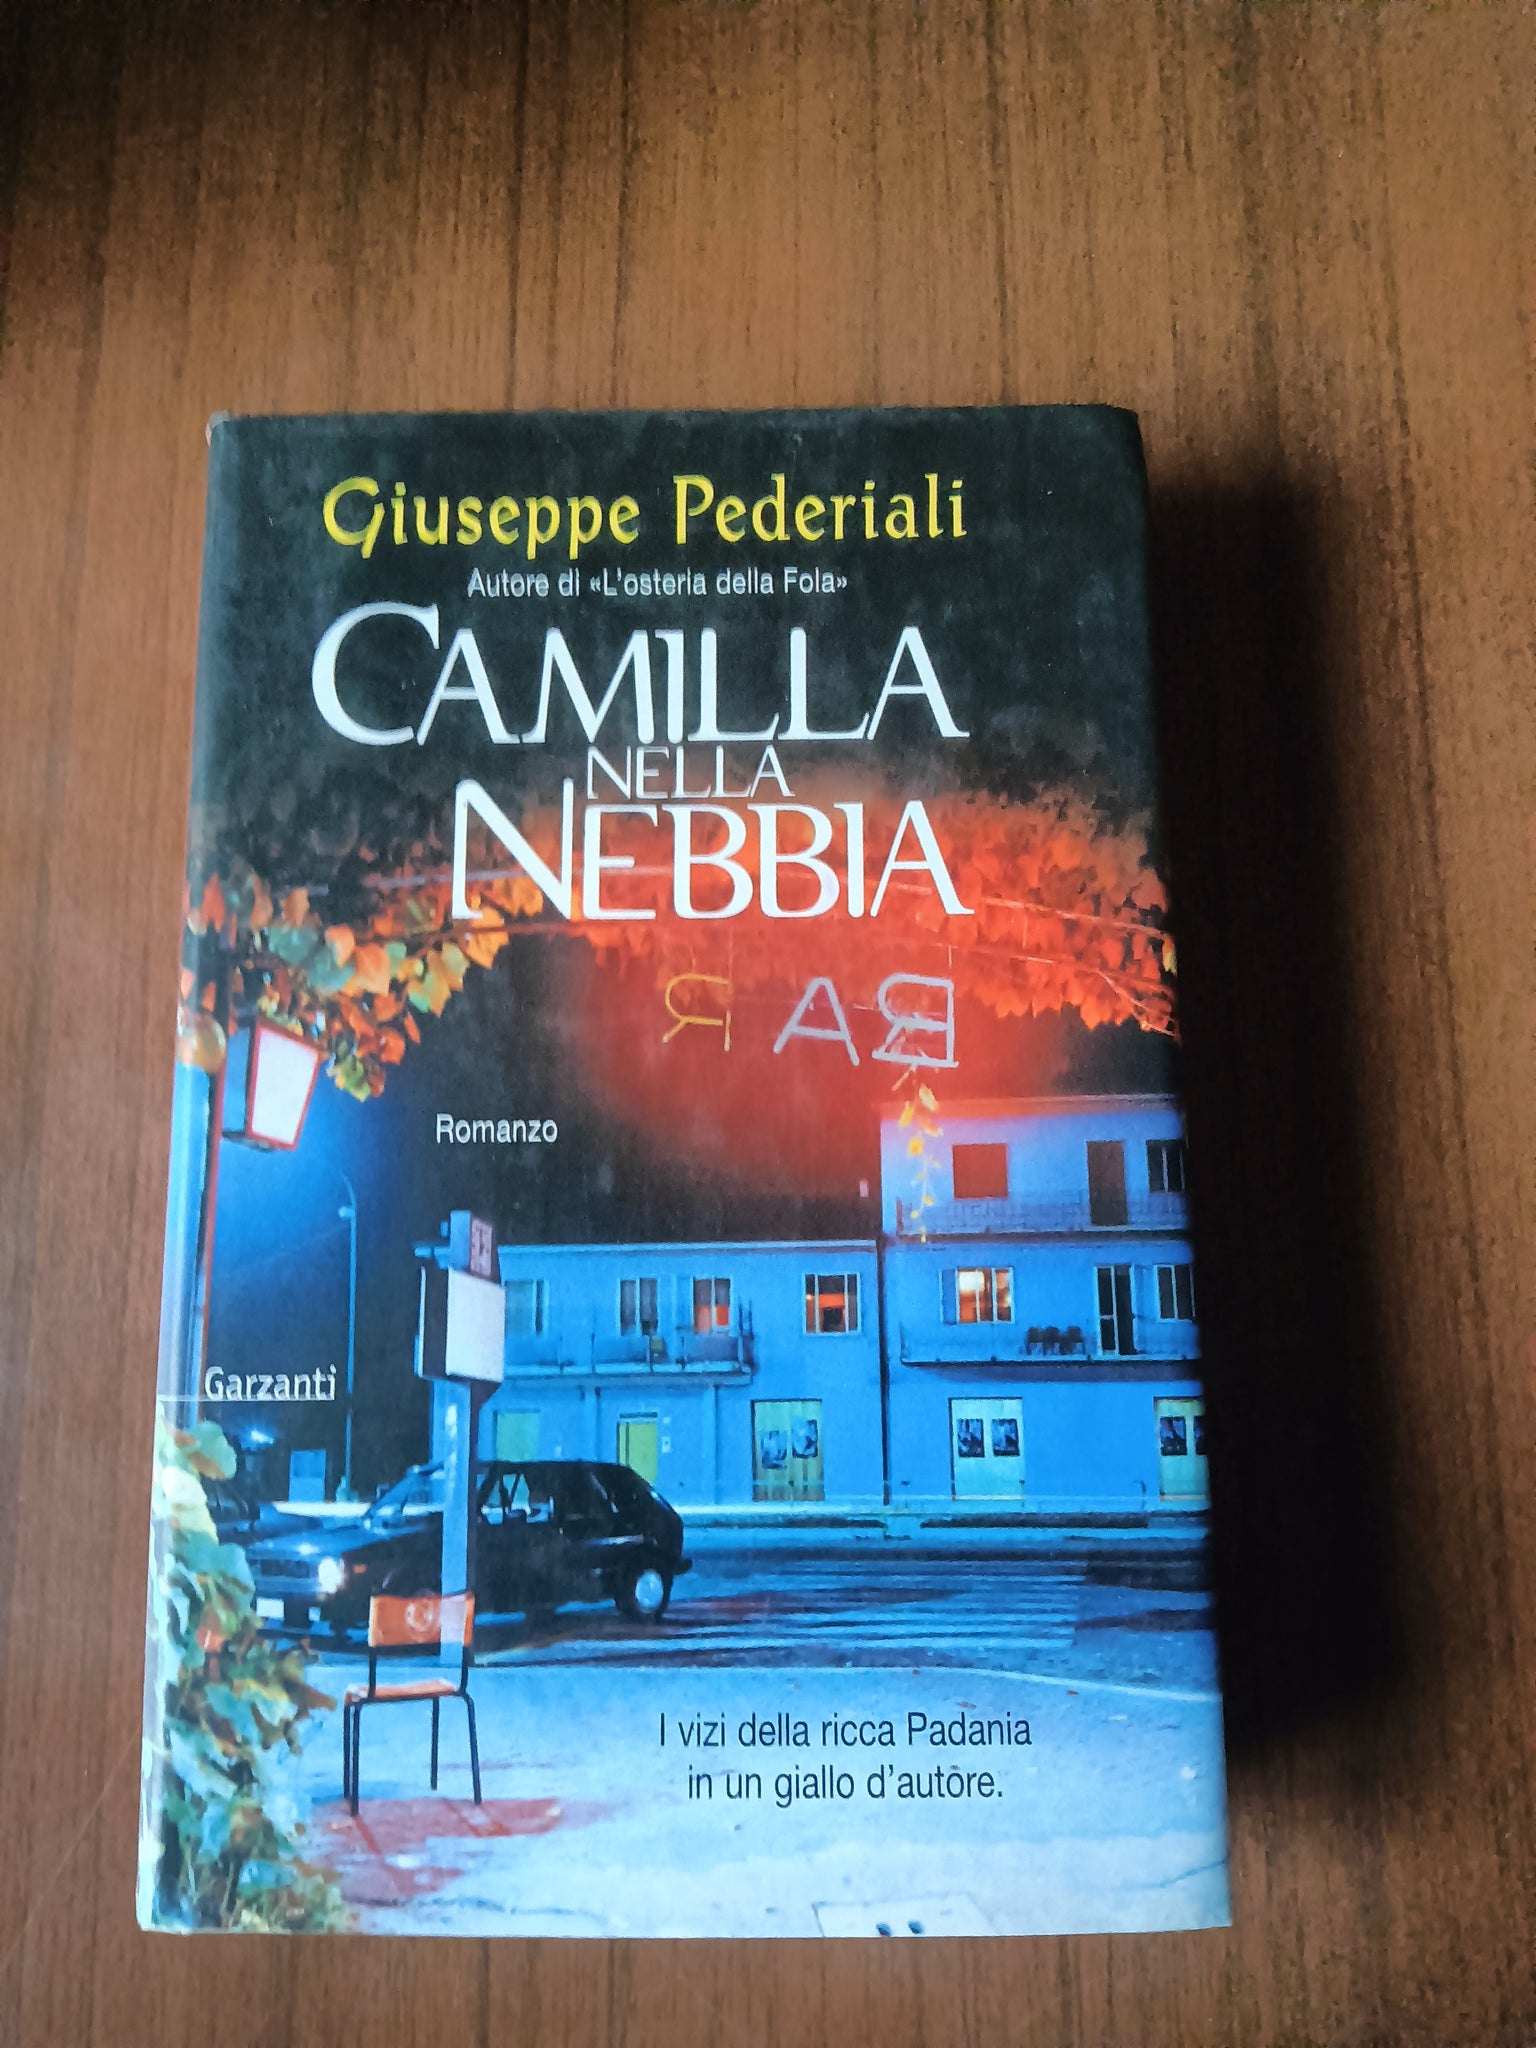 Giuseppe Pederiali
Autore di «L'osteria della Fola»
CAMILLA
NELLA
NEBBIA
BAR
Romanzo
Garzanti
I vizi della ricca Padania
in un giallo d'autore.